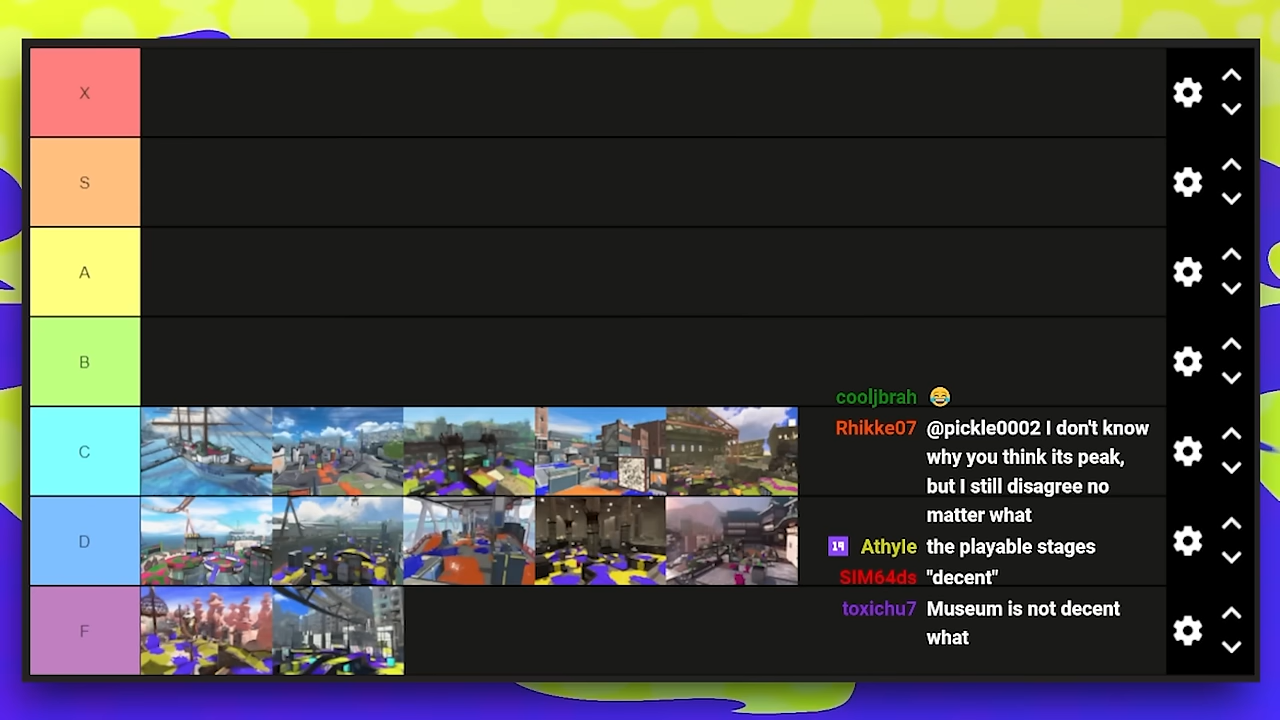 X
S
A
B
cooljbrah 😂
C
Rhikke07 @pickle0002 I don't know
why you think its peak,
but I still disagree no
matter what
D
19 Athyle the playable stages
SIM64ds "decent"
F
toxichu7 Museum is not decent
what